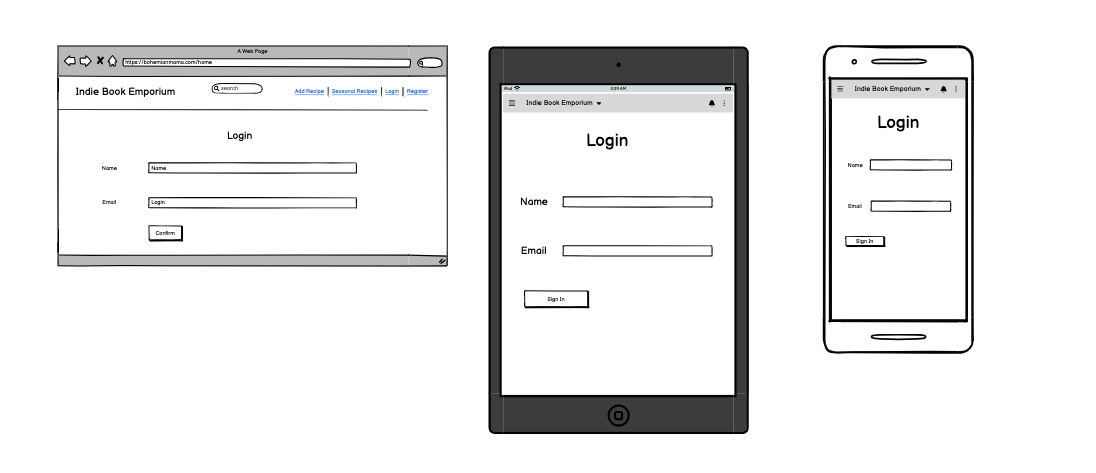 A Web Page
https://bohemianmama.com/home
Indie Book Emporium
search
Add Recipe | Seasonal Recipes | Login | Register
Login
Name Name
Email Login
Confirm
iPad 0:29 AM
Indie Book Emporium
Login
Name
Email
Sign In
Indie Book Emporium
Login
Name
Email
Sign In